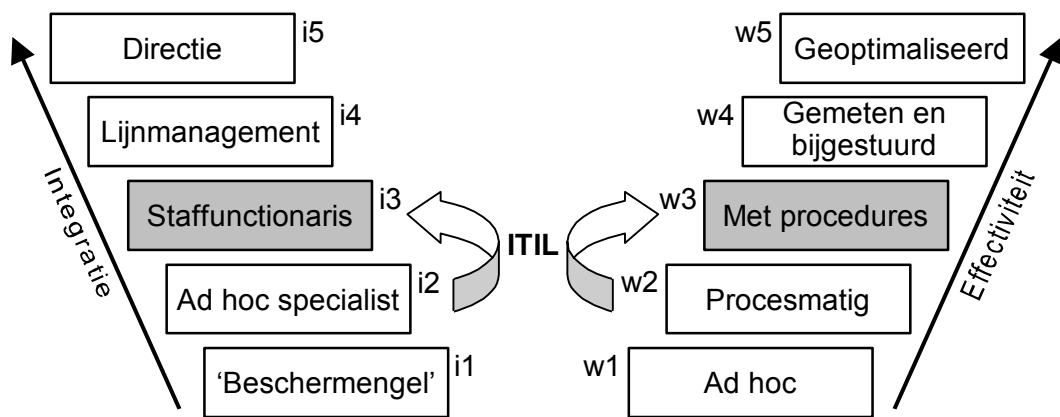 Directie
i5
Lijnmanagement
i4
Staffunctionaris
i3
Ad hoc specialist
i2
'Beschermengel'
i1
Integratie
ITIL
w5
Geoptimaliseerd
w4
Gemeten en
bijgestuurd
w3
Met procedures
w2
Procesmatig
w1
Ad hoc
Effectiviteit